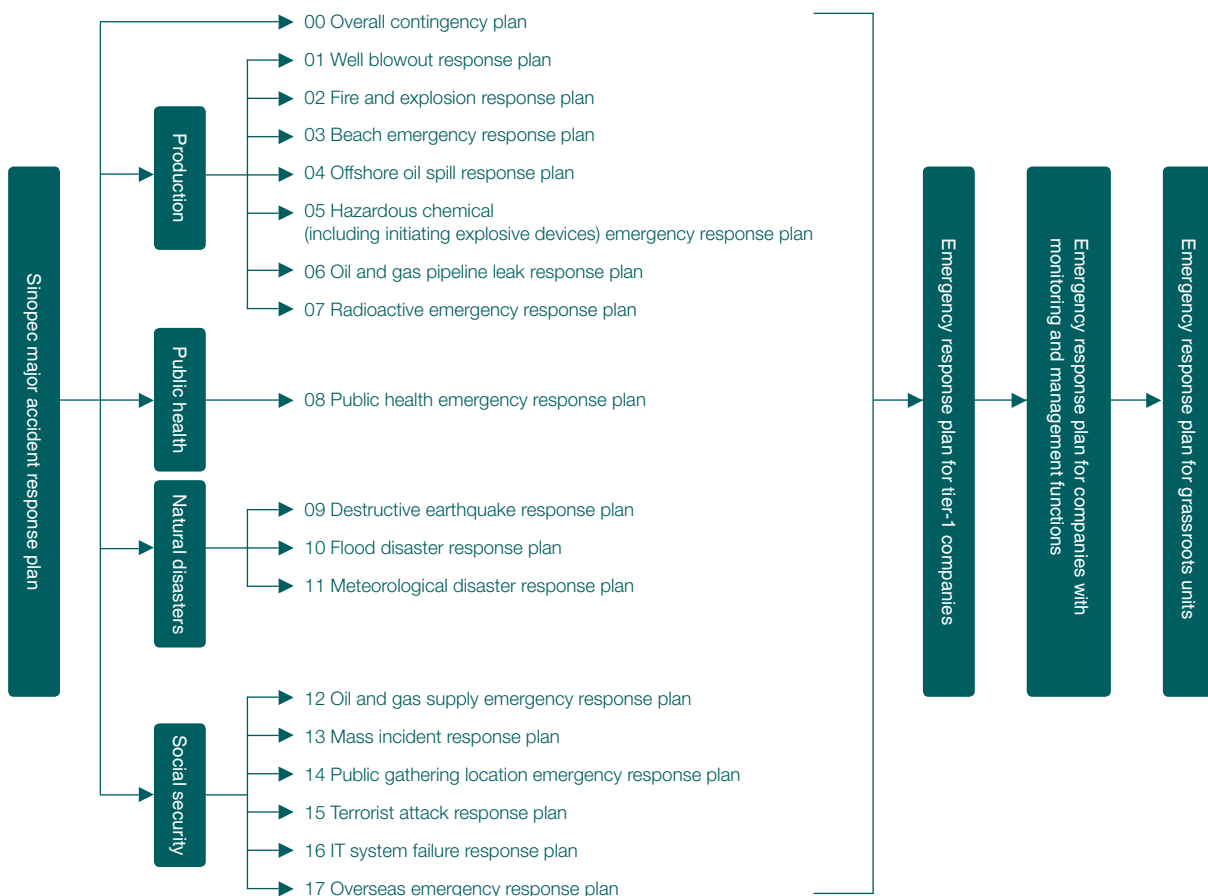 Sinopec major accident response plan
00 Overall contingency plan
Production
01 Well blowout response plan
02 Fire and explosion response plan
03 Beach emergency response plan
04 Offshore oil spill response plan
05 Hazardous chemical
(including initiating explosive devices) emergency response plan
06 Oil and gas pipeline leak response plan
07 Radioactive emergency response plan
Public health
08 Public health emergency response plan
Natural disasters
09 Destructive earthquake response plan
10 Flood disaster response plan
11 Meteorological disaster response plan
Social security
12 Oil and gas supply emergency response plan
13 Mass incident response plan
14 Public gathering location emergency response plan
15 Terrorist attack response plan
16 IT system failure response plan
17 Overseas emergency response plan
Emergency response plan for tier-1 companies
Emergency response plan for companies with
monitoring and management functions
Emergency response plan for grassroots units